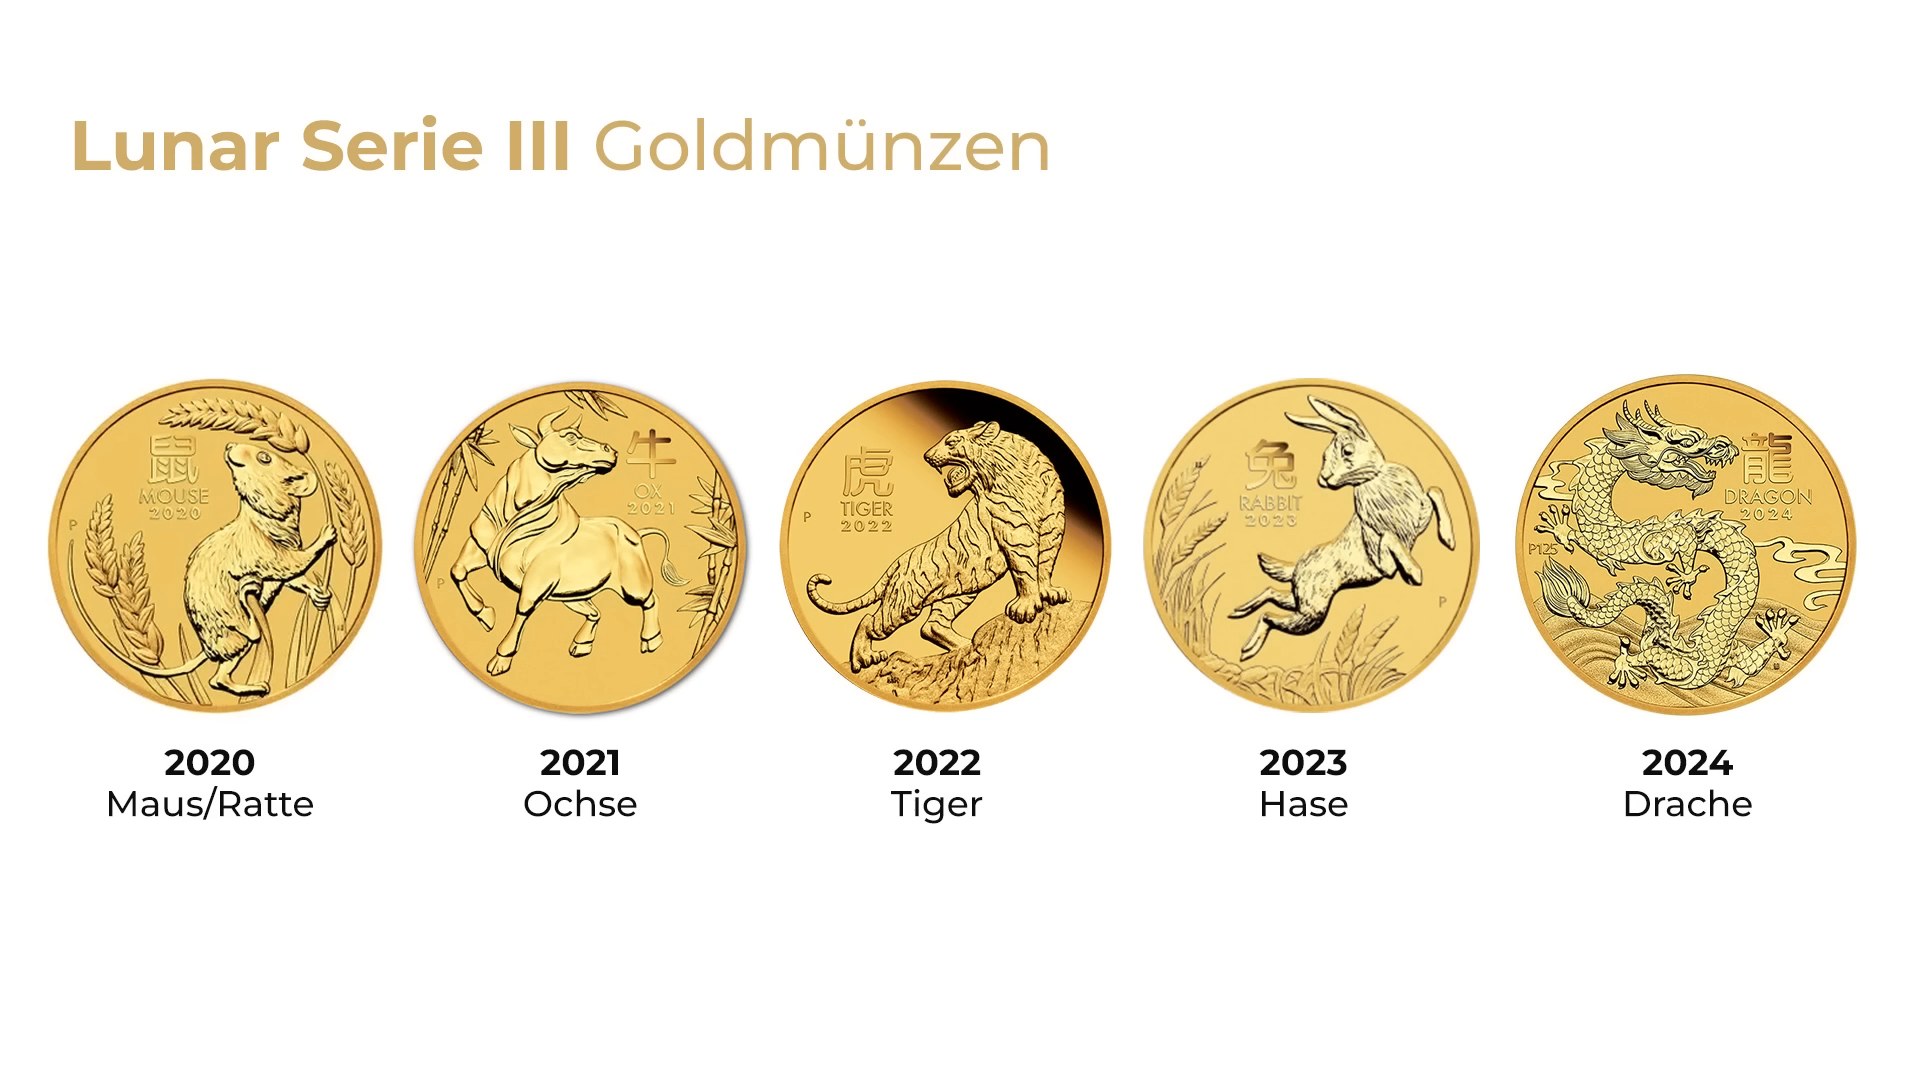 Lunar Serie III Goldmünzen
鼠
MOUSE
2020
P
牛
OX
2021
P
虎
TIGER
2022
P
兔
RABBIT
2023
P
龍
DRAGON
2024
P125
2020
Maus/Ratte
2021
Ochse
2022
Tiger
2023
Hase
2024
Drache